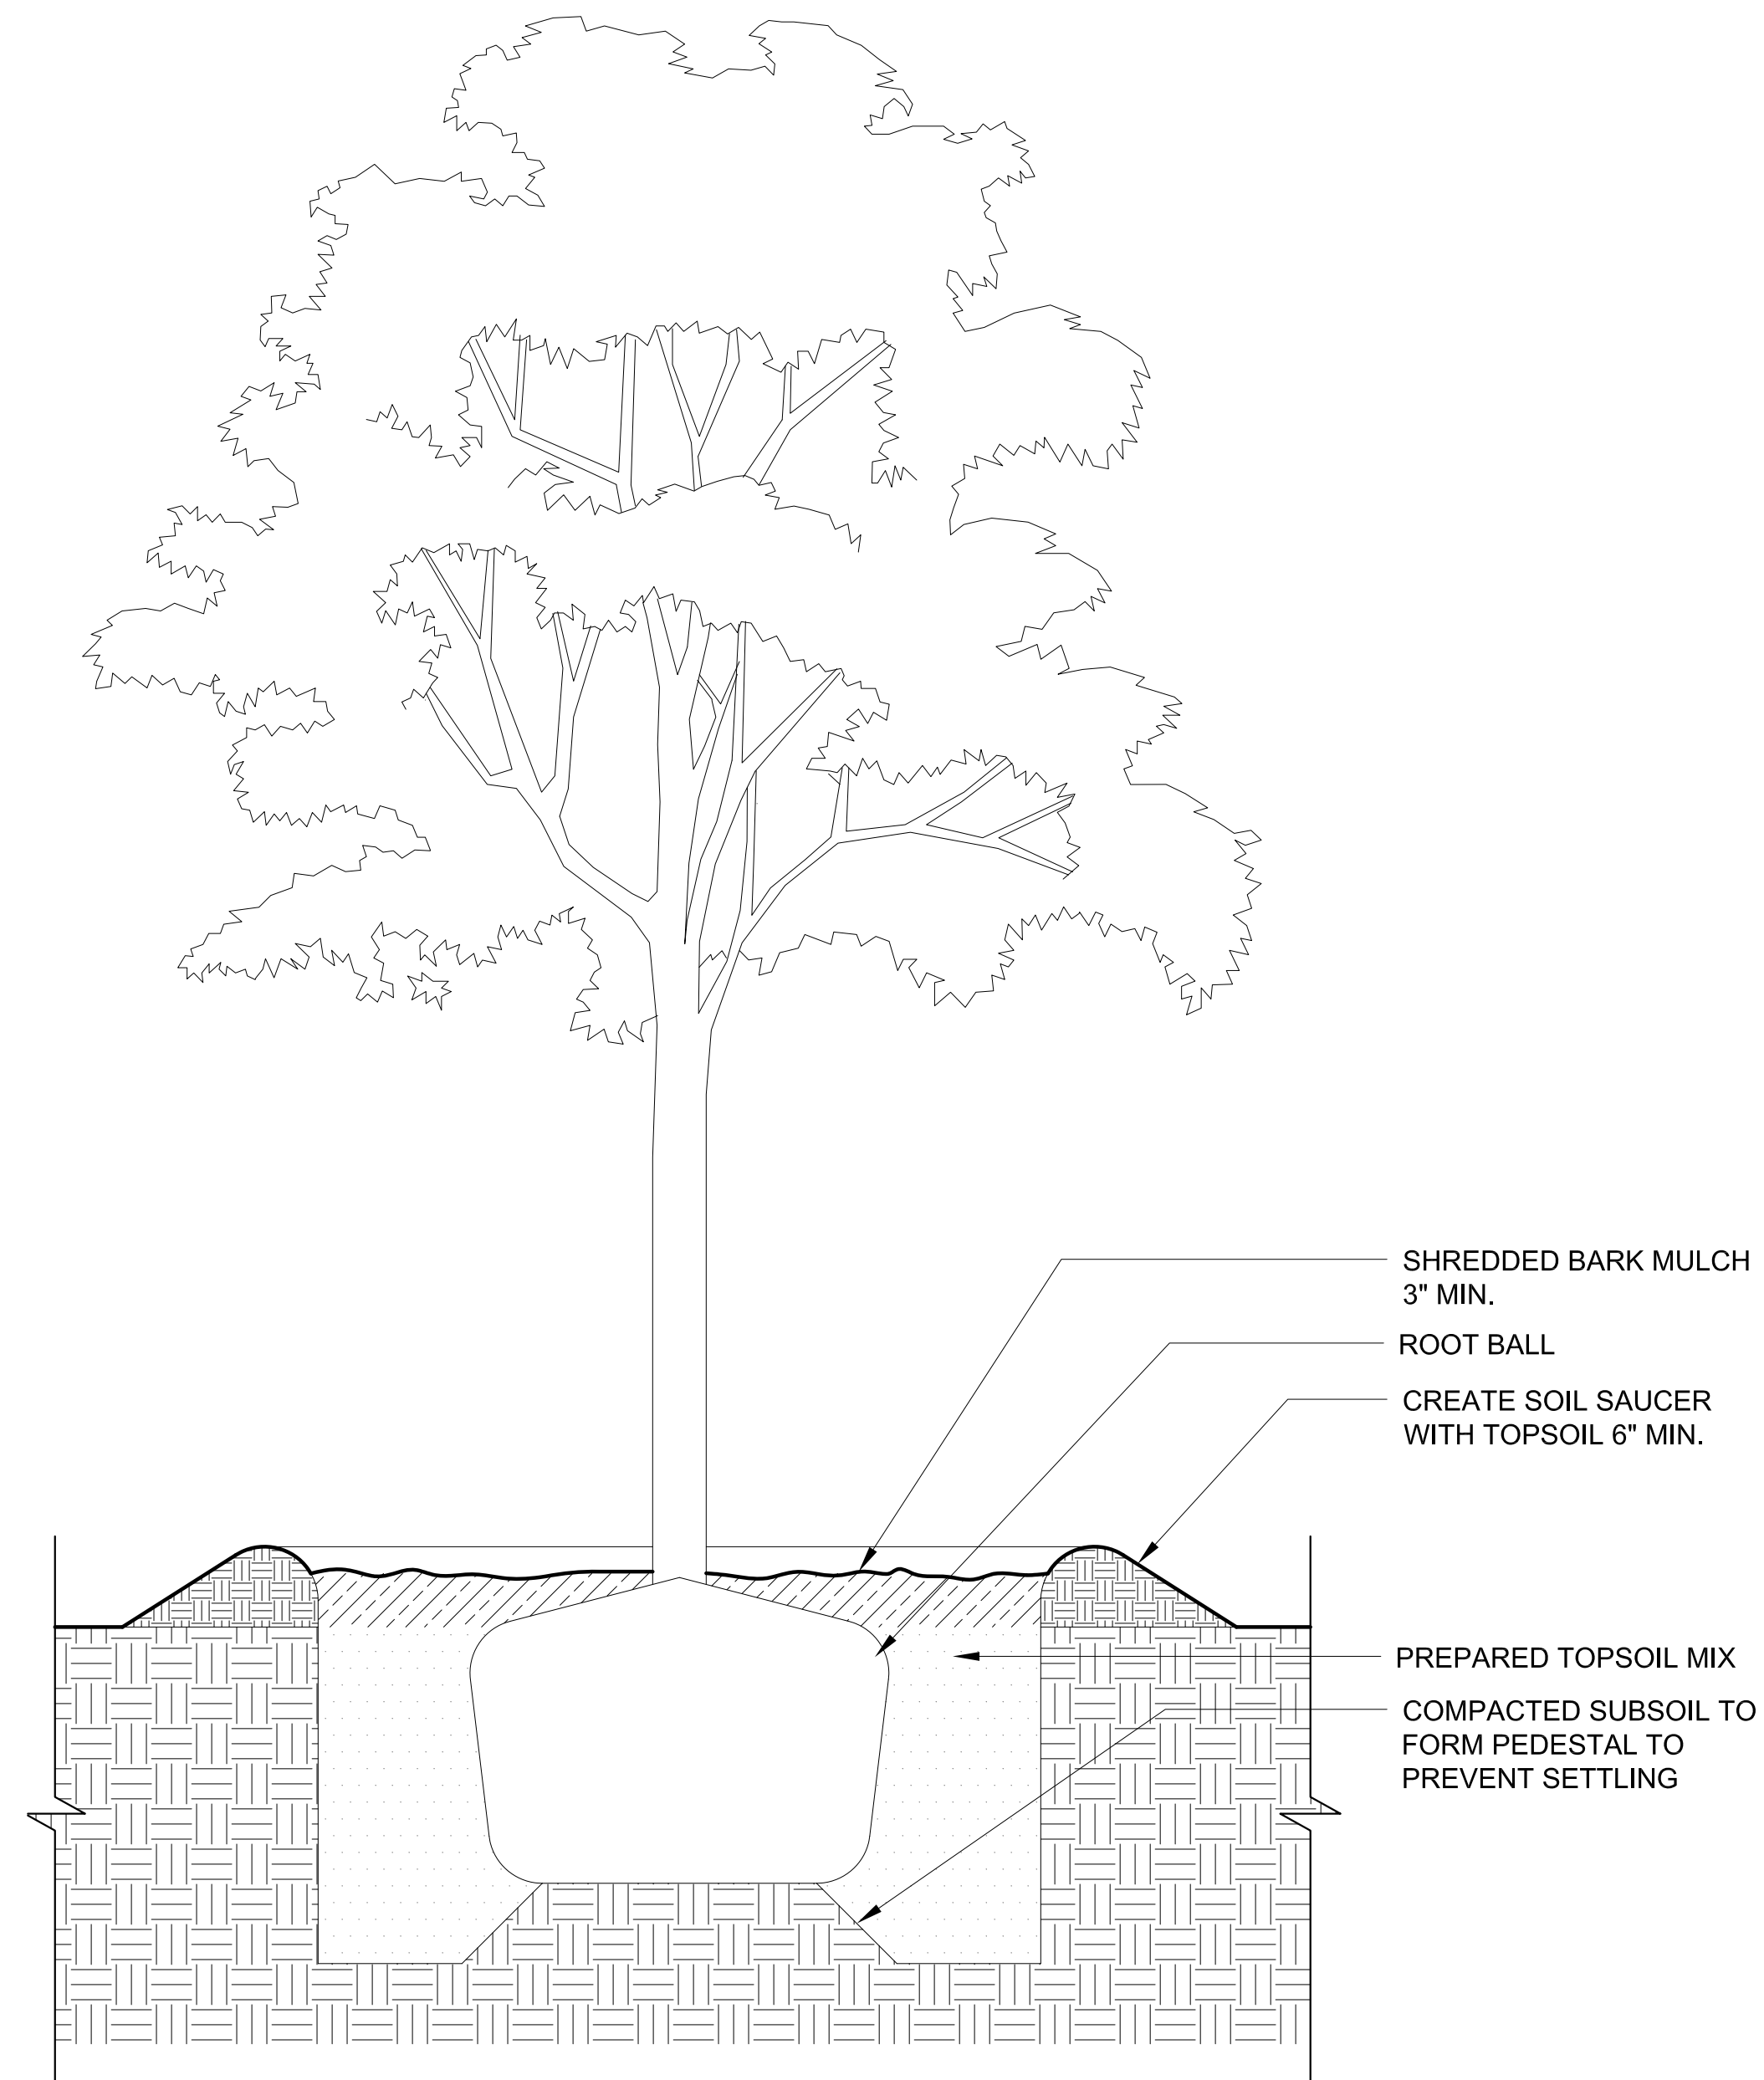 SHREDDED BARK MULCH
3" MIN.
ROOT BALL
CREATE SOIL SAUCER
WITH TOPSOIL 6" MIN.
PREPARED TOPSOIL MIX
COMPACTED SUBSOIL TO
FORM PEDESTAL TO
PREVENT SETTLING